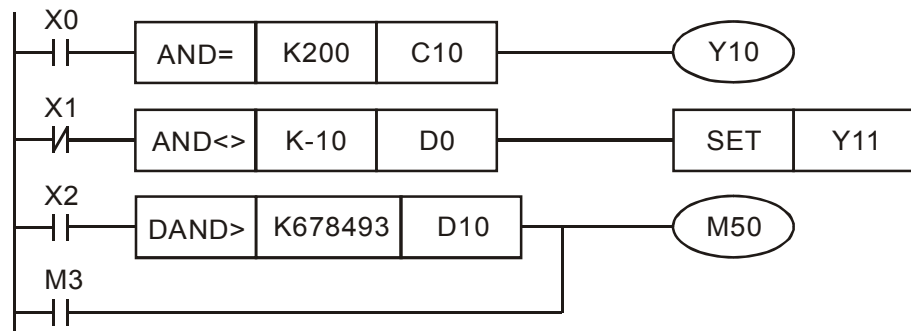 X0
AND= K200 C10 Y10
X1
AND<> K-10 D0 SET Y11
X2
DAND> K678493 D10 M50
M3